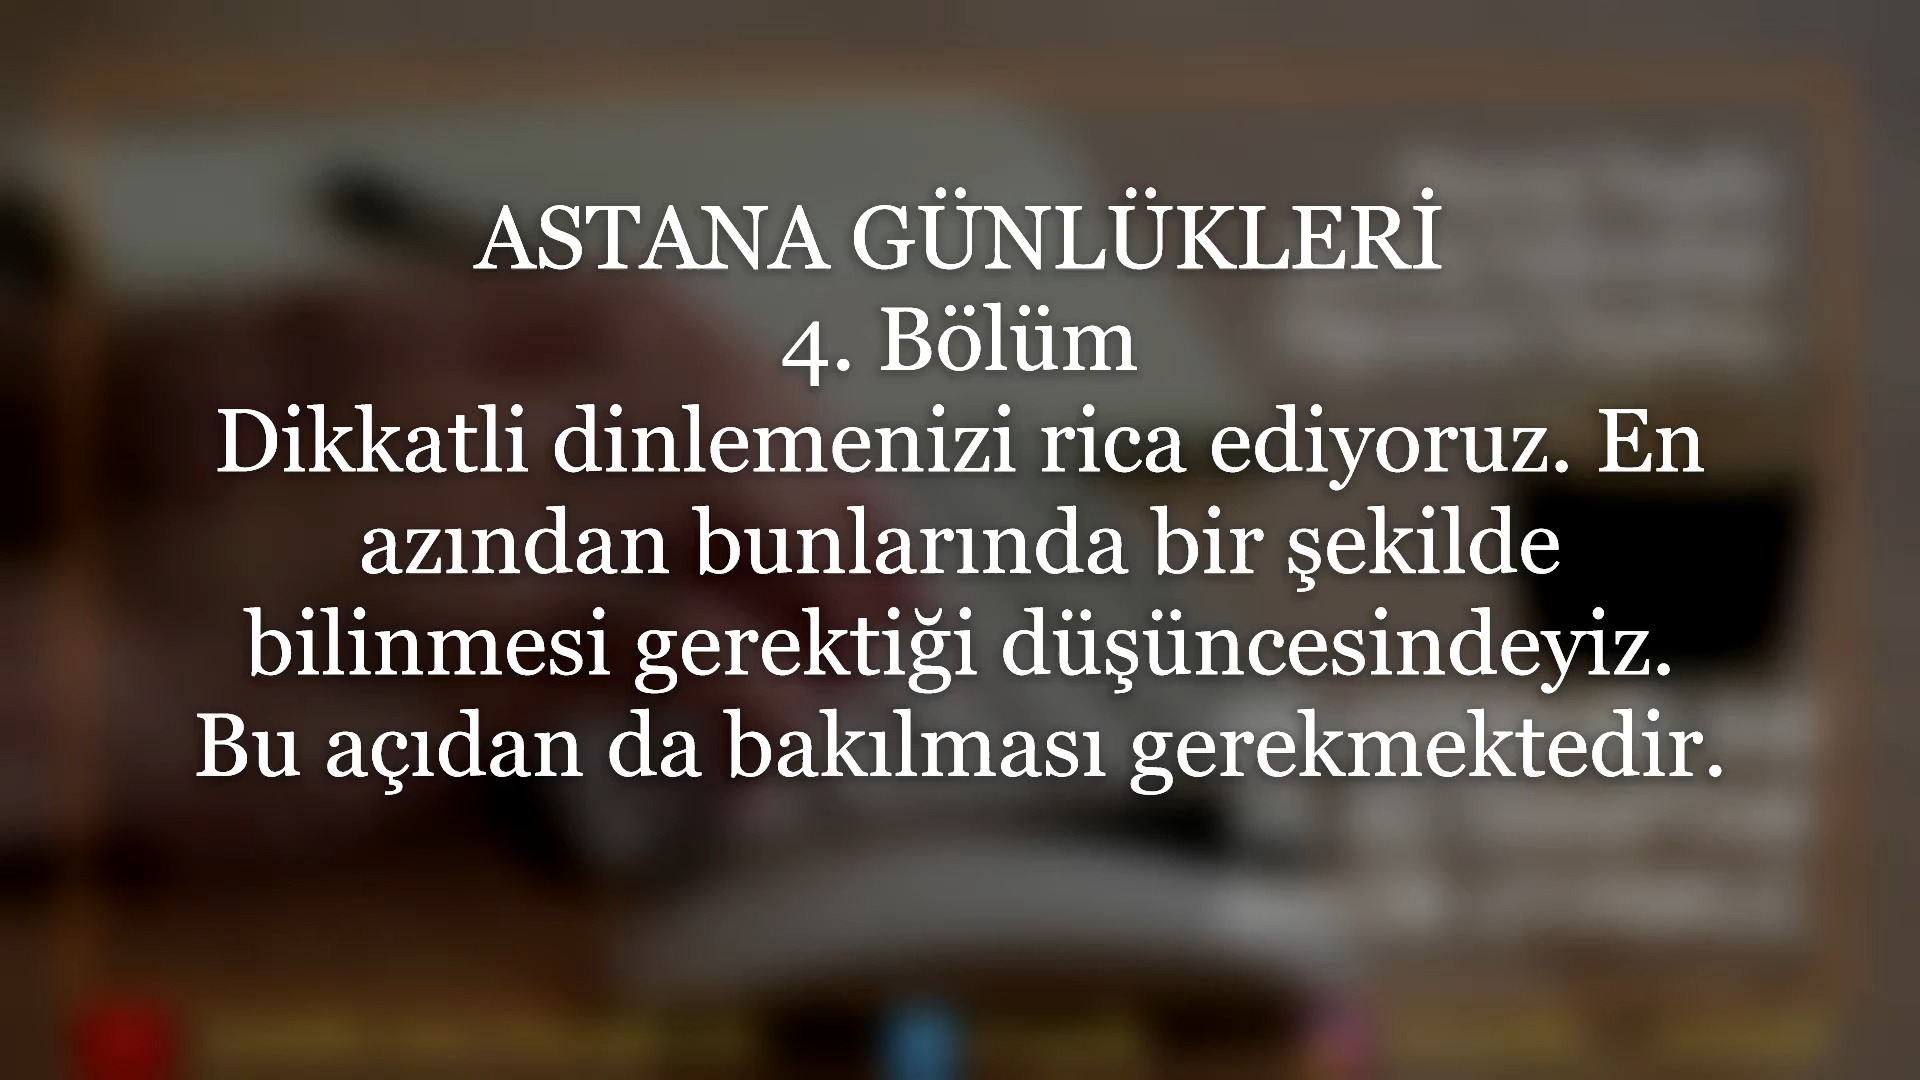 ASTANA GÜNLÜKLERİ
4. Bölüm
Dikkatli dinlemenizi rica ediyoruz. En
azından bunlarında bir şekilde
bilinmesi gerektiği düşüncesindeyiz.
Bu açıdan da bakılması gerekmektedir.